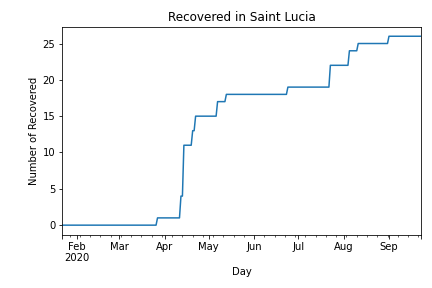 Recovered in Saint Lucia
Number of Recovered
25
20
15
10
5
0
Feb Mar Apr May Jun Jul Aug Sep
2020
Day